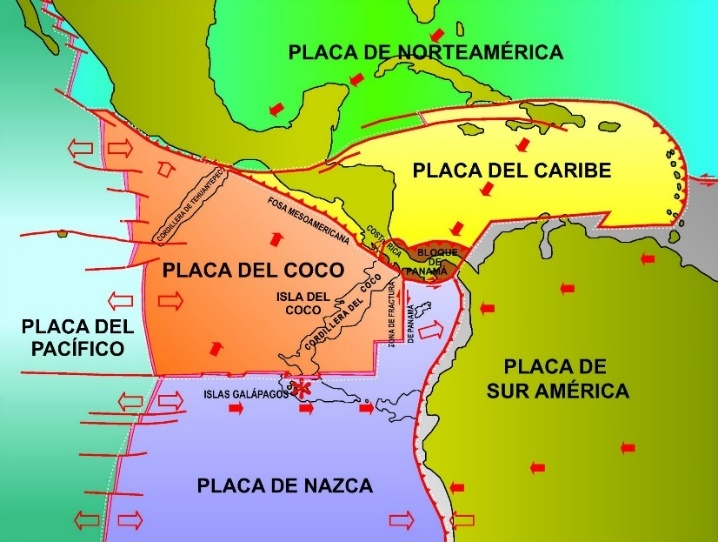 PLACA DE NORTEAMÉRICA
PLACA DEL CARIBE
CORDILLERA DE TEHUANTEPEC
FOSA MESOAMERICANA
COSTA RICA
BLOQUE
DE
PANAMÁ
PLACA DEL COCO
ISLA DEL
COCO
CORDILLERA DEL COCO
ZONA DE FRACTURA
DE PANAMÁ
PLACA DEL
PACÍFICO
PLACA DE
SUR AMÉRICA
ISLAS GALÁPAGOS
PLACA DE NAZCA